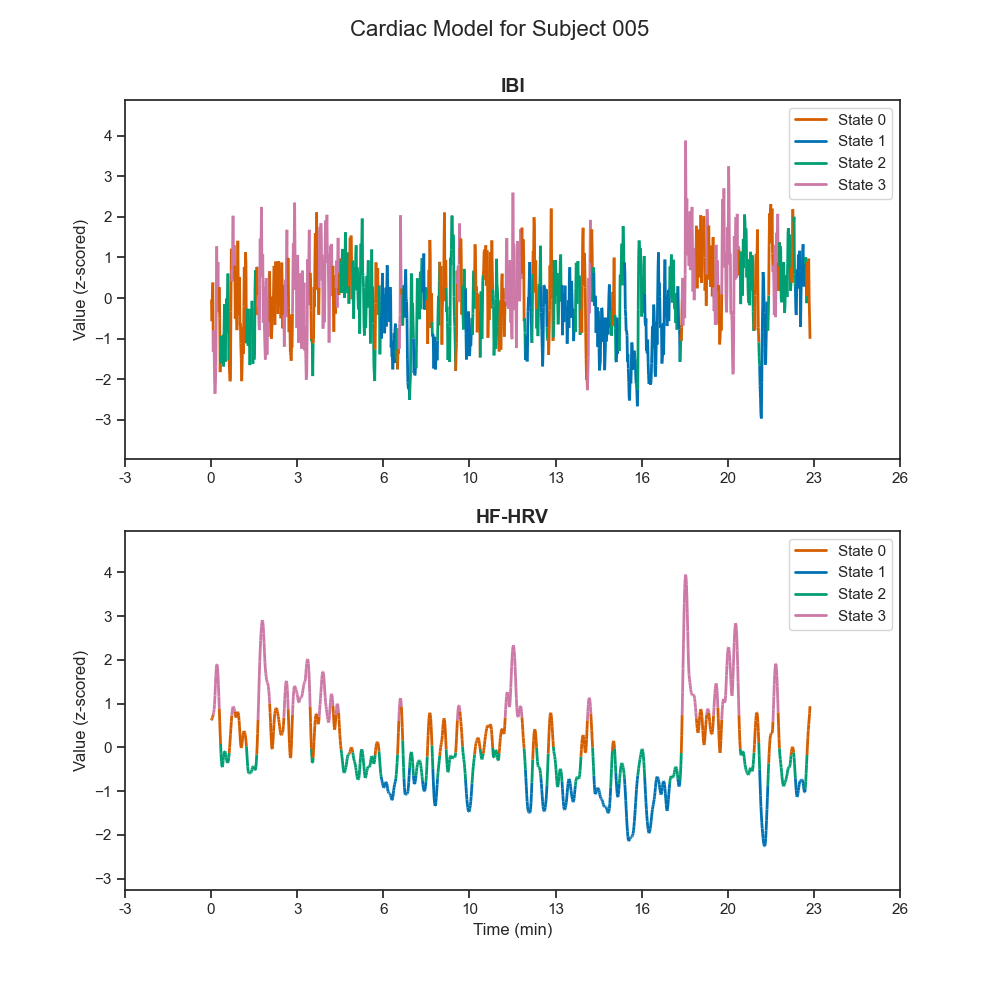 Cardiac Model for Subject 005
IBI
Value (z-scored)
4
3
2
1
0
−1
−2
−3
State 0
State 1
State 2
State 3
-3
0
3
6
10
13
16
20
23
26
HF-HRV
Value (z-scored)
4
3
2
1
0
−1
−2
−3
State 0
State 1
State 2
State 3
-3
0
3
6
10
13
16
20
23
26
Time (min)